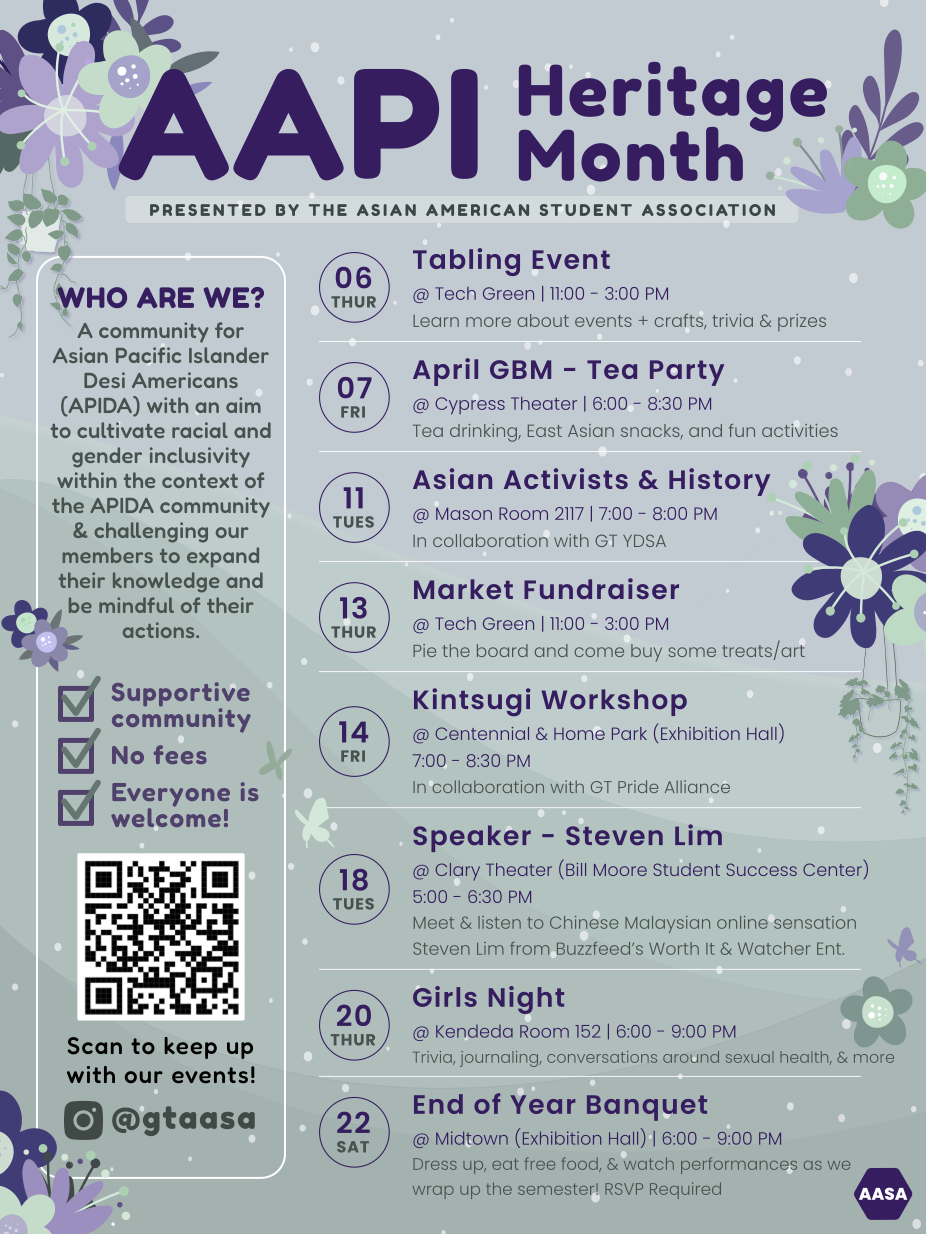 AAPI Heritage
Month
PRESENTED BY THE ASIAN AMERICAN STUDENT ASSOCIATION
WHO ARE WE?
A community for
Asian Pacific Islander
Desi Americans
(APIDA) with an aim
to cultivate racial and
gender inclusivity
within the context of
the APIDA community
& challenging our
members to expand
their knowledge and
be mindful of their
actions.
Supportive
community
No fees
Everyone is
welcome!
Scan to keep up
with our events!
@gtaasa
06
THUR
Tabling Event
@ Tech Green | 11:00 - 3:00 PM
Learn more about events + crafts, trivia & prizes
07
FRI
April GBM - Tea Party
@ Cypress Theater | 6:00 - 8:30 PM
Tea drinking, East Asian snacks, and fun activities
11
TUES
Asian Activists & History
@ Mason Room 2117 | 7:00 - 8:00 PM
In collaboration with GT YDSA
13
THUR
Market Fundraiser
@ Tech Green | 11:00 - 3:00 PM
Pie the board and come buy some treats/art
14
FRI
Kintsugi Workshop
@ Centennial & Home Park (Exhibition Hall)
7:00 - 8:30 PM
In collaboration with GT Pride Alliance
18
TUES
Speaker - Steven Lim
@ Clary Theater (Bill Moore Student Success Center)
5:00 - 6:30 PM
Meet & listen to Chinese Malaysian online sensation
Steven Lim from Buzzfeed's Worth It & Watcher Ent.
20
THUR
Girls Night
@ Kendeda Room 152 | 6:00 - 9:00 PM
Trivia, journaling, conversations around sexual health, & more
22
SAT
End of Year Banquet
@ Midtown (Exhibition Hall) | 6:00 - 9:00 PM
Dress up, eat free food, & watch performances as we
wrap up the semester! RSVP Required
AASA